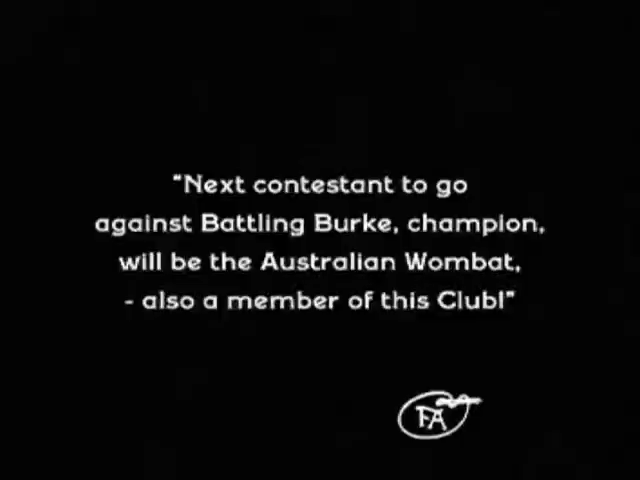 "Next contestant to go
against Battling Burke, champion,
will be the Australian Wombat,
- also a member of this Club!"
FA